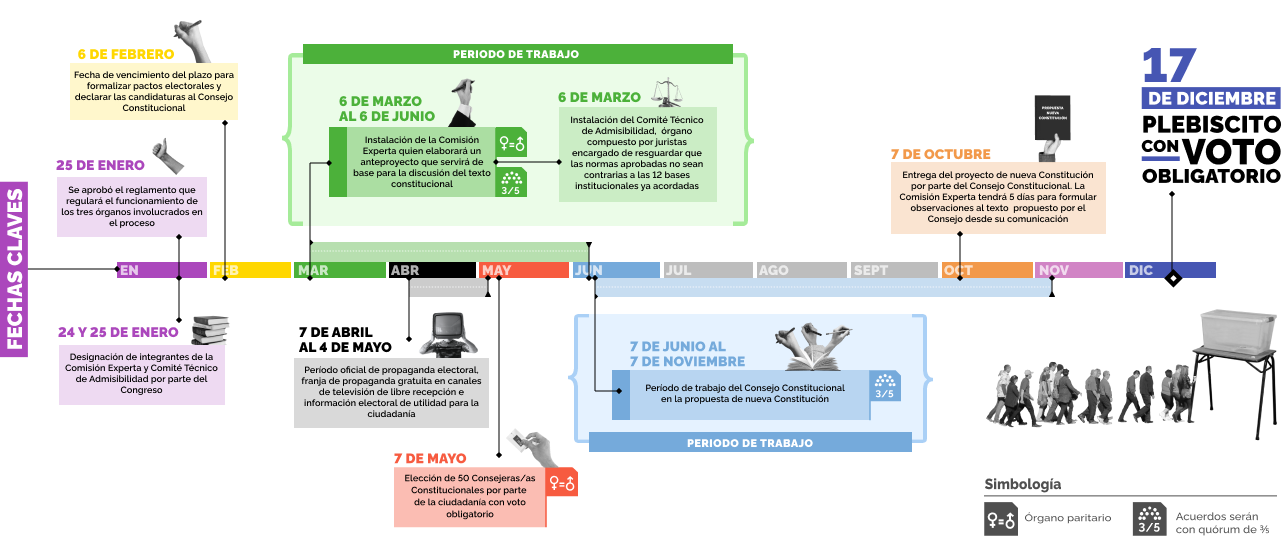 FECHAS CLAVES
6 DE FEBRERO
Fecha de vencimiento del plazo para
formalizar pactos electorales y
declarar las candidaturas al Consejo
Constitucional
25 DE ENERO
Se aprobó el reglamento que
regulará el funcionamiento de
los tres órganos involucrados en
el proceso
PERIODO DE TRABAJO
6 DE MARZO
AL 6 DE JUNIO
Instalación de la Comisión
Experta quien elaborará un
anteproyecto que servirá de
base para la discusión del texto
constitucional
3/5
6 DE MARZO
Instalación del Comité Técnico
de Admisibilidad, órgano
compuesto por juristas
encargado de resguardar que
las normas aprobadas no sean
contrarias a las 12 bases
institucionales ya acordadas
PROPUESTA
NUEVA
CONSTITUCIÓN
7 DE OCTUBRE
Entrega del proyecto de nueva Constitución
por parte del Consejo Constitucional. La
Comisión Experta tendrá 5 días para formular
observaciones al texto propuesto por el
Consejo desde su comunicación
17
DE DICIEMBRE
PLEBISCITO
CON VOTO
OBLIGATORIO
EN FEB MAR ABR MAY JUN JUL AGO SEPT OCT NOV DIC
24 Y 25 DE ENERO
Designación de integrantes de la
Comisión Experta y Comité Técnico
de Admisibilidad por parte del
Congreso
7 DE ABRIL
AL 4 DE MAYO
Período oficial de propaganda electoral,
franja de propaganda gratuita en canales
de televisión de libre recepción e
información electoral de utilidad para la
ciudadanía
7 DE MAYO
Elección de 50 Consejeras/as
Constitucionales por parte
de la ciudadanía con voto
obligatorio
7 DE JUNIO AL
7 DE NOVIEMBRE
Período de trabajo del Consejo Constitucional
en la propuesta de nueva Constitución
3/5
PERIODO DE TRABAJO
Simbología
Órgano paritario
3/5
Acuerdos serán
con quórum de ⅗